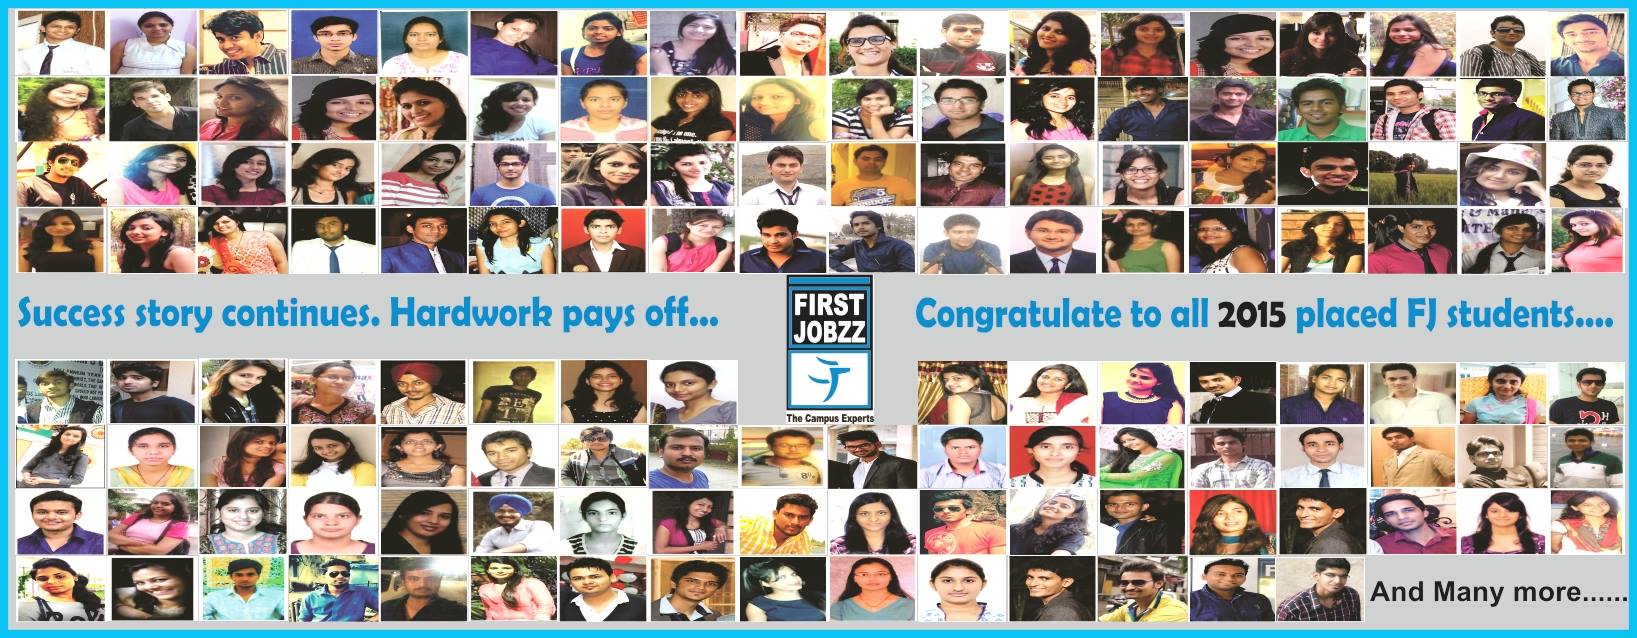 Success story continues. Hardwork pays off...
FIRST
JOBZZ
The Campus Experts
Congratulate to all 2015 placed FJ students....
And Many more......